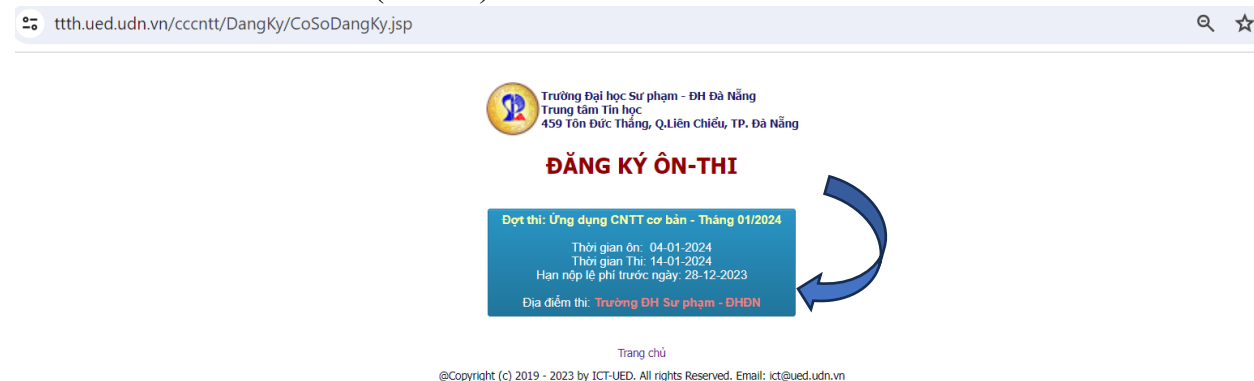 ttth.ued.udn.vn/cccntt/DangKy/CoSoDangKy.jsp
Trường Đại học Sư phạm - ĐH Đà Nẵng
Trung tâm Tin học
459 Tôn Đức Thắng, Q.Liên Chiểu, TP. Đà Nẵng
ĐĂNG KÝ ÔN-THI
Đợt thi: Ứng dụng CNTT cơ bản - Tháng 01/2024
Thời gian ôn: 04-01-2024
Thời gian Thi: 14-01-2024
Hạn nộp lệ phí trước ngày: 28-12-2023
Địa điểm thi: Trường ĐH Sư phạm - ĐHĐN
Trang chủ
@Copyright (c) 2019 - 2023 by ICT-UED. All rights Reserved. Email: ict@ued.udn.vn